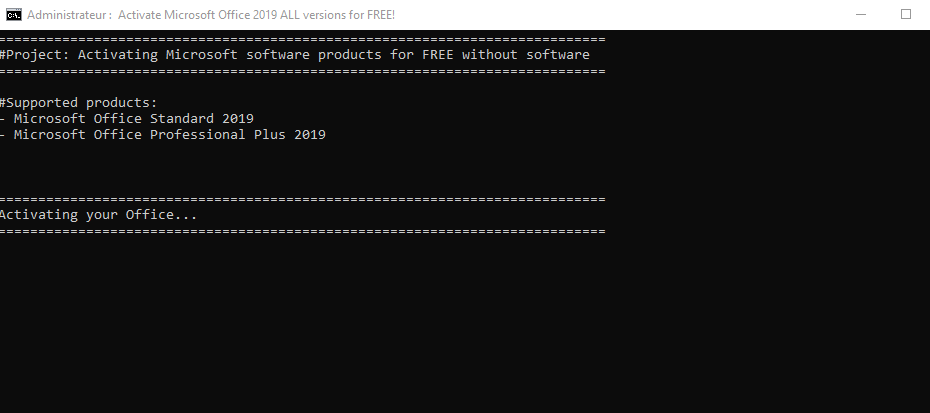 Administrateur : Activate Microsoft Office 2019 ALL versions for FREE!
============================================================================
#Project: Activating Microsoft software products for FREE without software
============================================================================
#Supported products:
- Microsoft Office Standard 2019
- Microsoft Office Professional Plus 2019
============================================================================
Activating your Office...
============================================================================